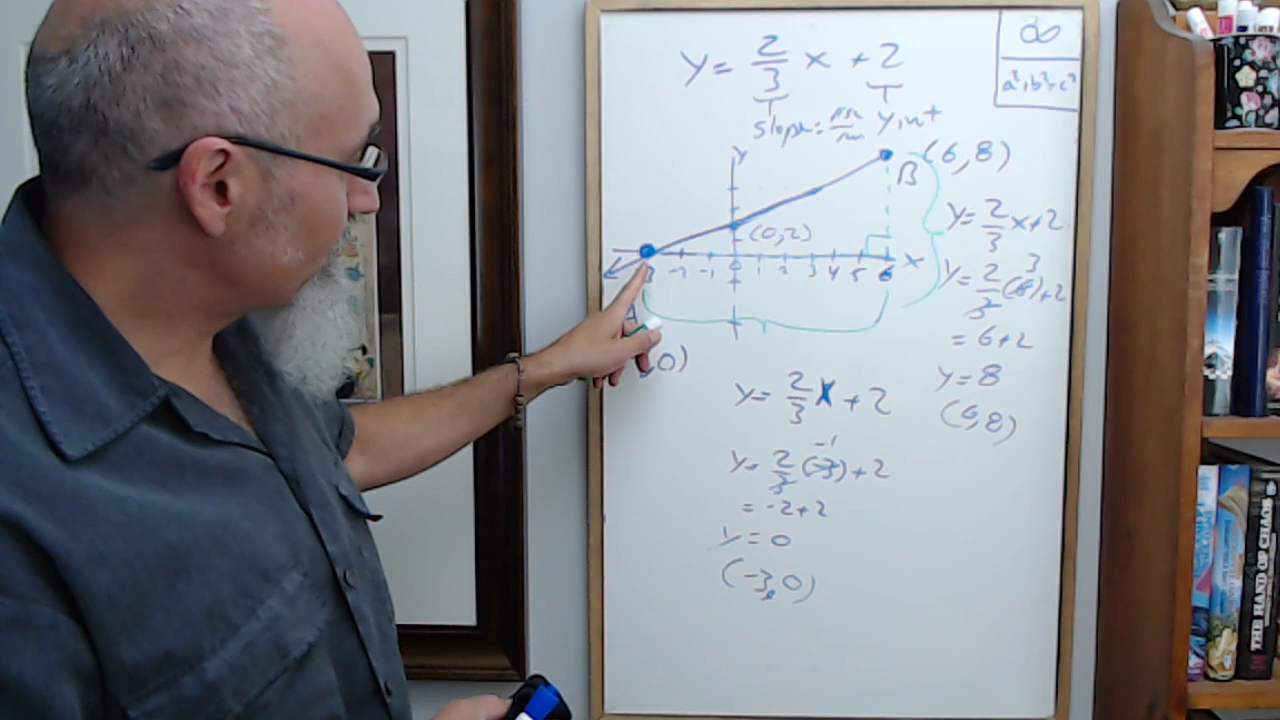 y = 2/3 x + 2
∞
a²+b²=c²
slope = rise/run
y int
y
B (6,8)
(0,2)
3 -2 -1 0 1 2 3 4 5 6 x
A
,0)
y = 2/3 x + 2
y = 2/3 (6) + 2
3
= 6+2
y = 8
(6,8)
y = 2/3 x + 2
-1
y = 2/3 (-3) + 2
= -2+2
y = 0
(-3,0)
THE HAND OF CHAOS